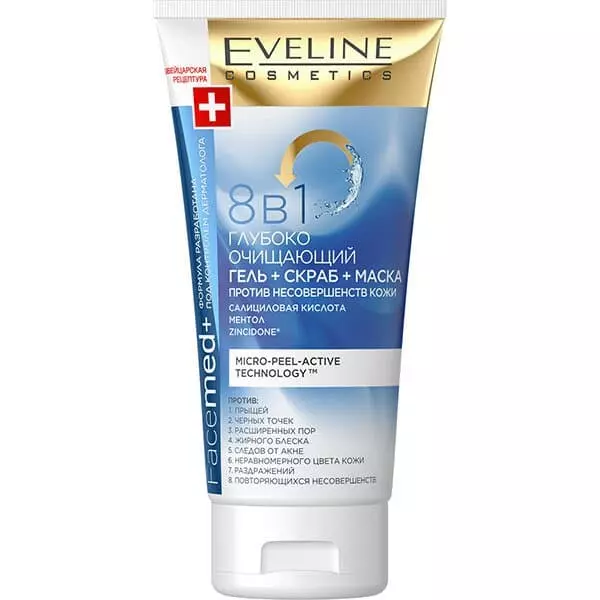 EVELINE
COSMETICS
ШВЕЙЦАРСКАЯ
РЕЦЕПТУРА
8В1
ГЛУБОКО
ОЧИЩАЮЩИЙ
ГЕЛЬ + СКРАБ + МАСКА
ПРОТИВ НЕСОВЕРШЕНСТВ КОЖИ
САЛИЦИЛОВАЯ КИСЛОТА
МЕНТОЛ
ZINCIDONE®
MICRO-PEEL-ACTIVE
TECHNOLOGY™
ПРОТИВ:
1. ПРЫЩЕЙ
2. ЧЕРНЫХ ТОЧЕК
3. РАСШИРЕННЫХ ПОР
4. ЖИРНОГО БЛЕСКА
5. СЛЕДОВ ОТ АКНЕ
6. НЕРАВНОМЕРНОГО ЦВЕТА КОЖИ
7. РАЗДРАЖЕНИЙ
8. ПОВТОРЯЮЩИХСЯ НЕСОВЕРШЕНСТВ
Facemed+
ФОРМУЛА РАЗРАБОТАНА
ПОД КОНТРОЛЕМ ДЕРМАТОЛОГА